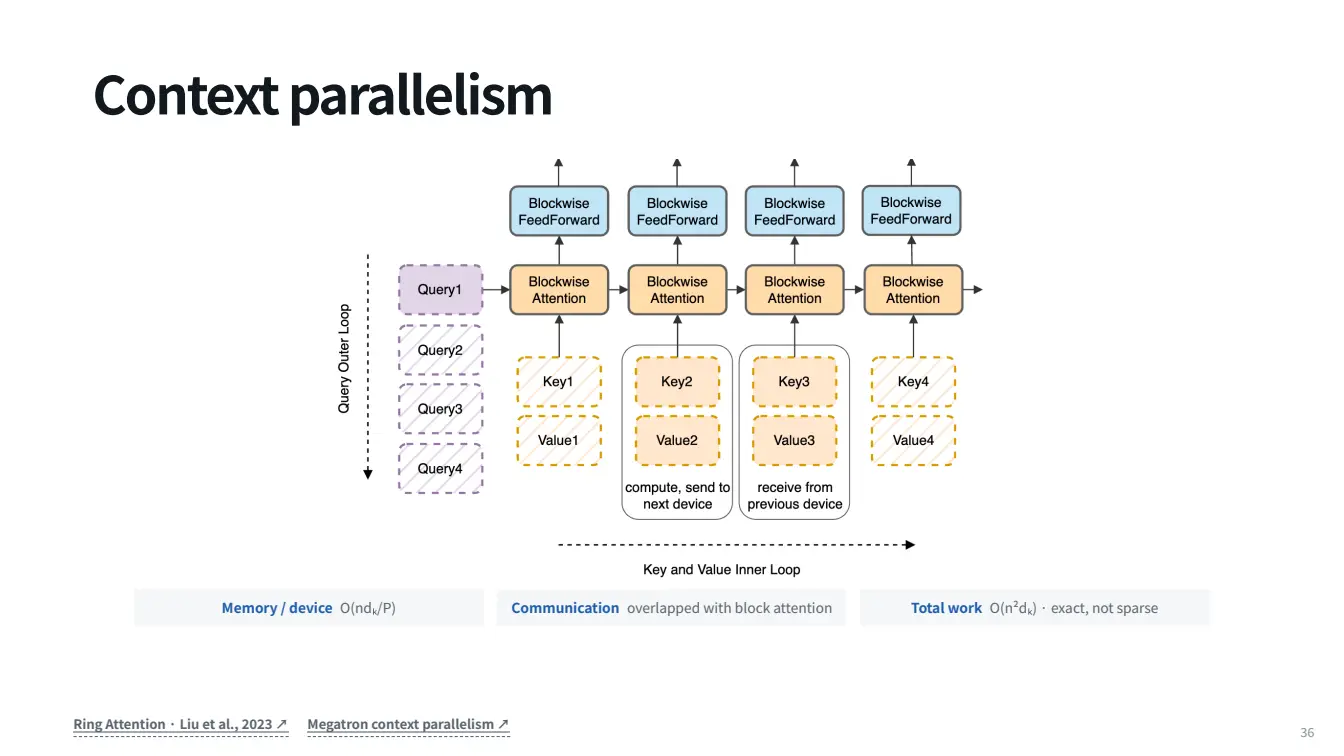 Context parallelism
Blockwise
FeedForward
Blockwise
FeedForward
Blockwise
FeedForward
Blockwise
FeedForward
Query Outer Loop
Query1
Blockwise
Attention
Blockwise
Attention
Blockwise
Attention
Blockwise
Attention
Query2
Query3
Query4
Key1
Key2
Key3
Key4
Value1
Value2
Value3
Value4
compute, send to
next device
receive from
previous device
Key and Value Inner Loop
Memory / device O(ndₖ/P)
Communication overlapped with block attention
Total work O(n²dₖ) · exact, not sparse
Ring Attention · Liu et al., 2023 ↗
Megatron context parallelism ↗
36